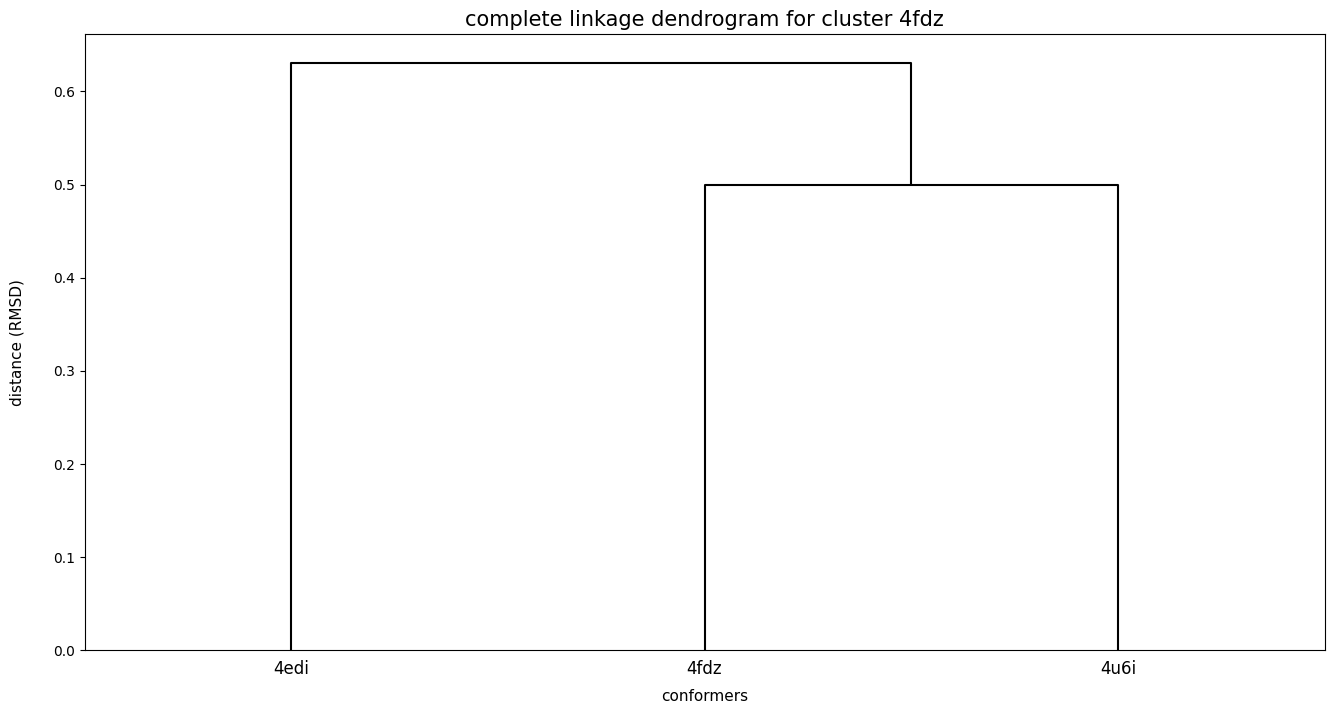 complete linkage dendrogram for cluster 4fdz
0.6
0.5
0.4
0.3
0.2
0.1
0.0
distance (RMSD)
4edi 4fdz 4u6i
conformers